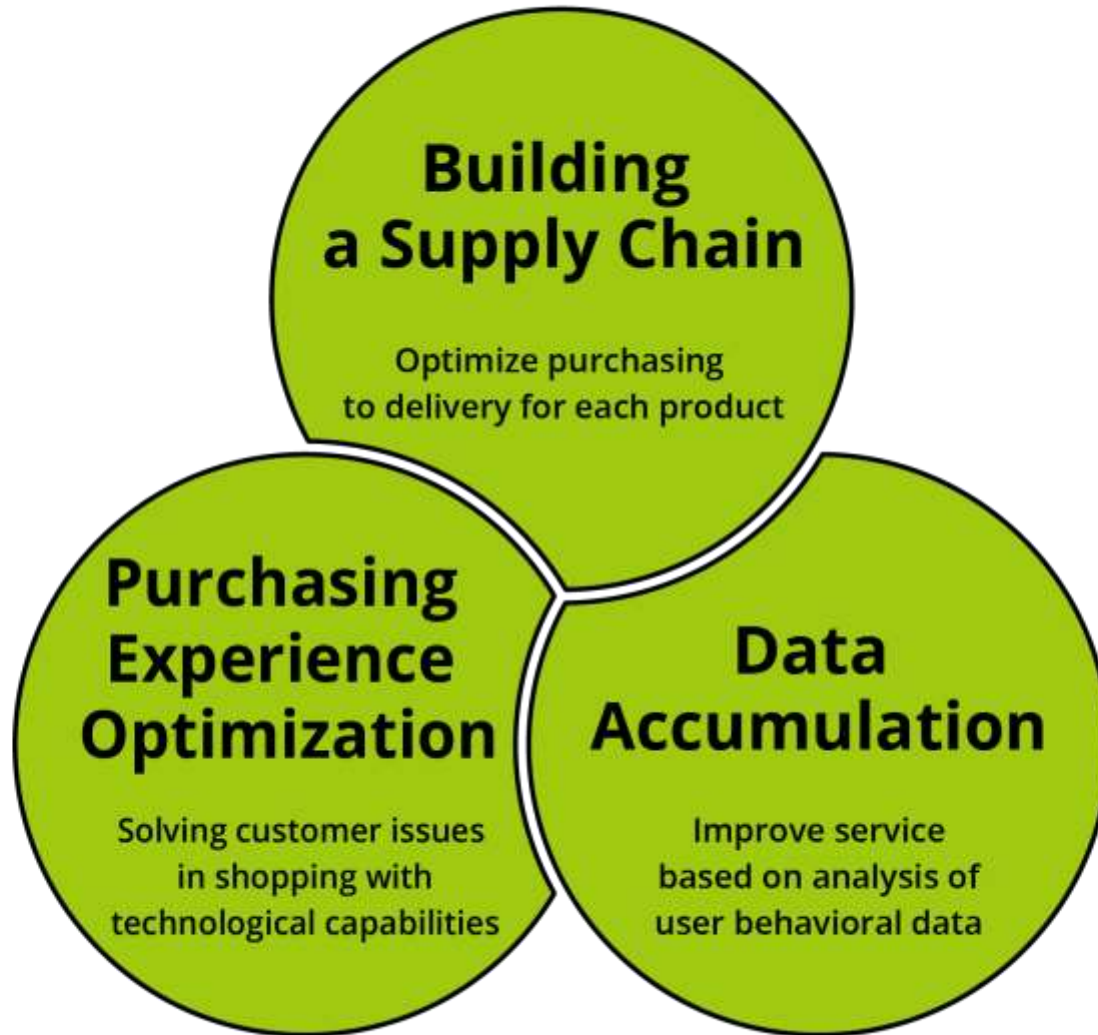 Building
a Supply Chain
Optimize purchasing
to delivery for each product
Purchasing
Experience
Optimization
Solving customer issues
in shopping with
technological capabilities
Data
Accumulation
Improve service
based on analysis of
user behavioral data